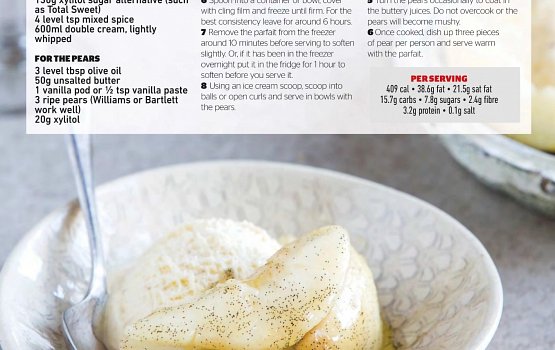 150g xylitol sugar alternative (such
as Total Sweet)
4 level tsp mixed spice
600ml double cream, lightly
whipped
FOR THE PEARS
3 level tbsp olive oil
50g unsalted butter
1 vanilla pod or ½ tsp vanilla paste
3 ripe pears (Williams or Bartlett
work well)
20g xylitol
6 Spoon into a container or bowl, cover
with cling film and freeze until firm. For the
best consistency leave for around 6 hours.
7 Remove the parfait from the freezer
around 10 minutes before serving to soften
slightly. Or, if it has been in the freezer
overnight put it in the fridge for 1 hour to
soften before you serve it.
8 Using an ice cream scoop, scoop into
balls or open curls and serve in bowls with
the pears.
5 Turn the pears occasionally to coat in
the buttery juices. Do not overcook or the
pears will become mushy.
6 Once cooked, dish up three pieces
of pear per person and serve warm
with the parfait.
PER SERVING
409 cal • 38.6g fat • 21.5g sat fat
15.7g carbs • 7.8g sugars • 2.4g fibre
3.2g protein • 0.1g salt